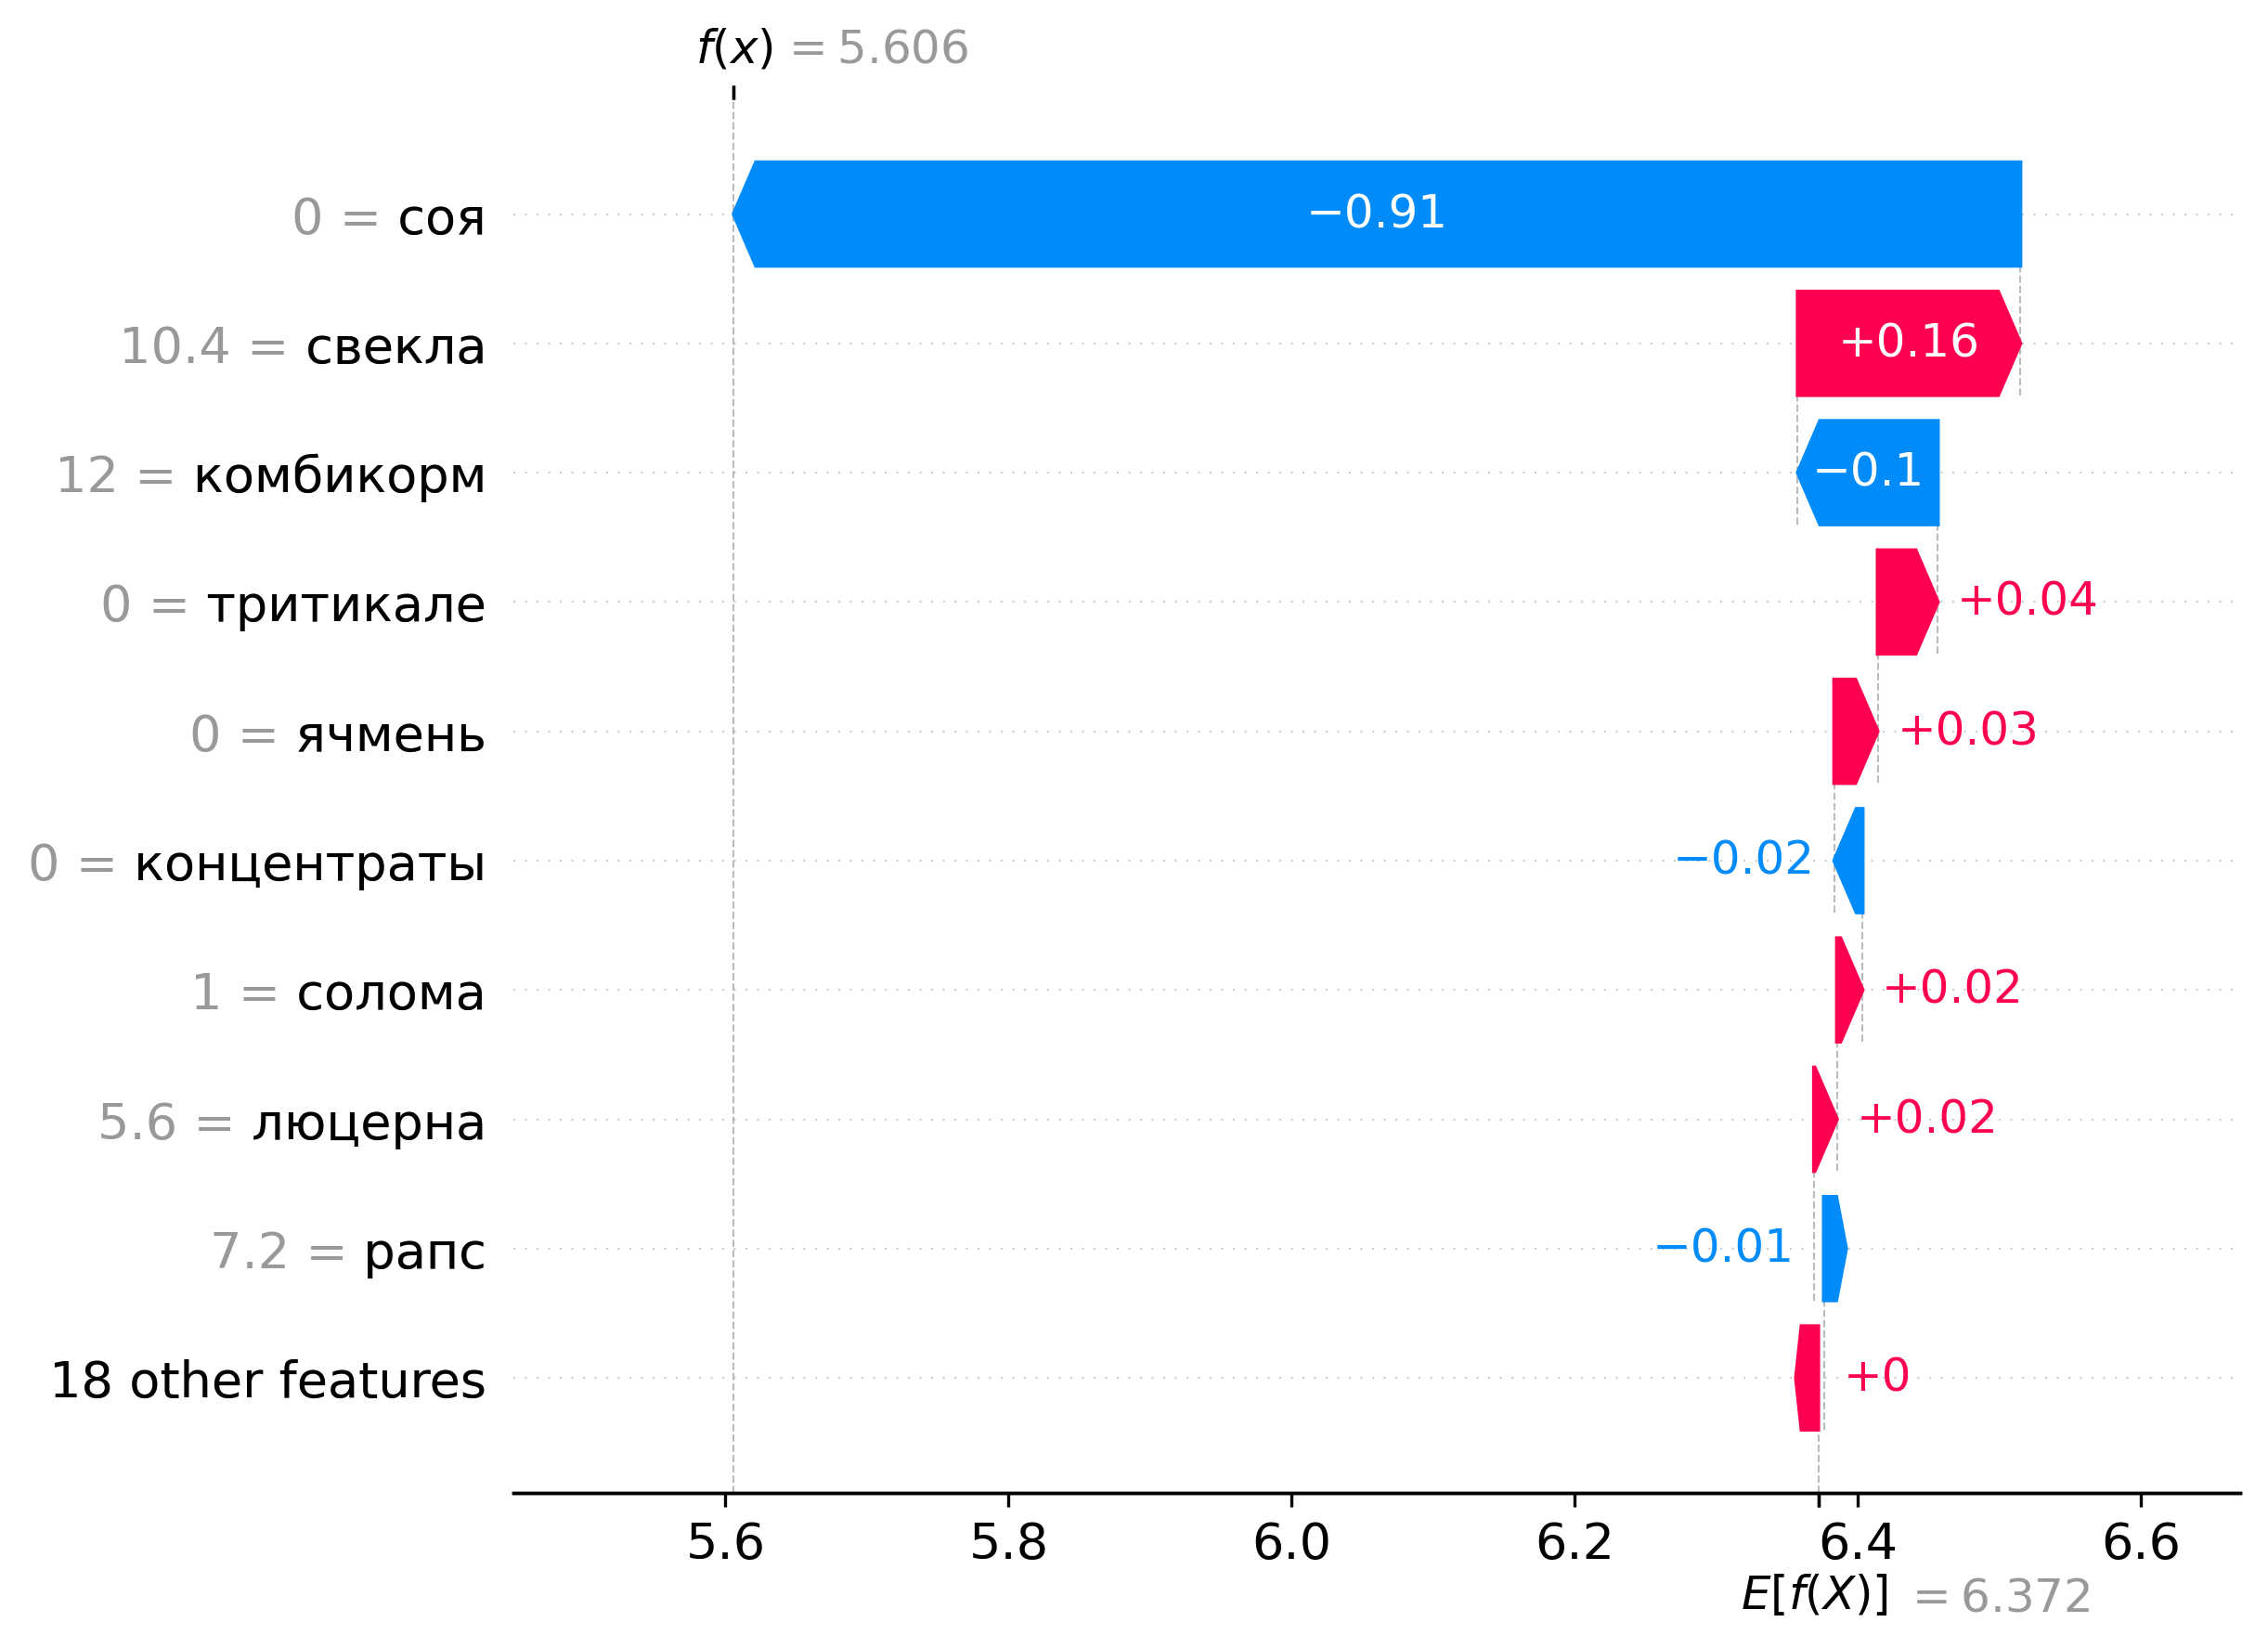 f(x) = 5.606
0 = соя
−0.91
10.4 = свекла
+0.16
12 = комбикорм
−0.1
0 = тритикале
+0.04
0 = ячмень
+0.03
0 = концентраты
−0.02
1 = солома
+0.02
5.6 = люцерна
+0.02
7.2 = рапс
−0.01
18 other features
+0
5.6 5.8 6.0 6.2 6.4 6.6
E[f(X)] = 6.372